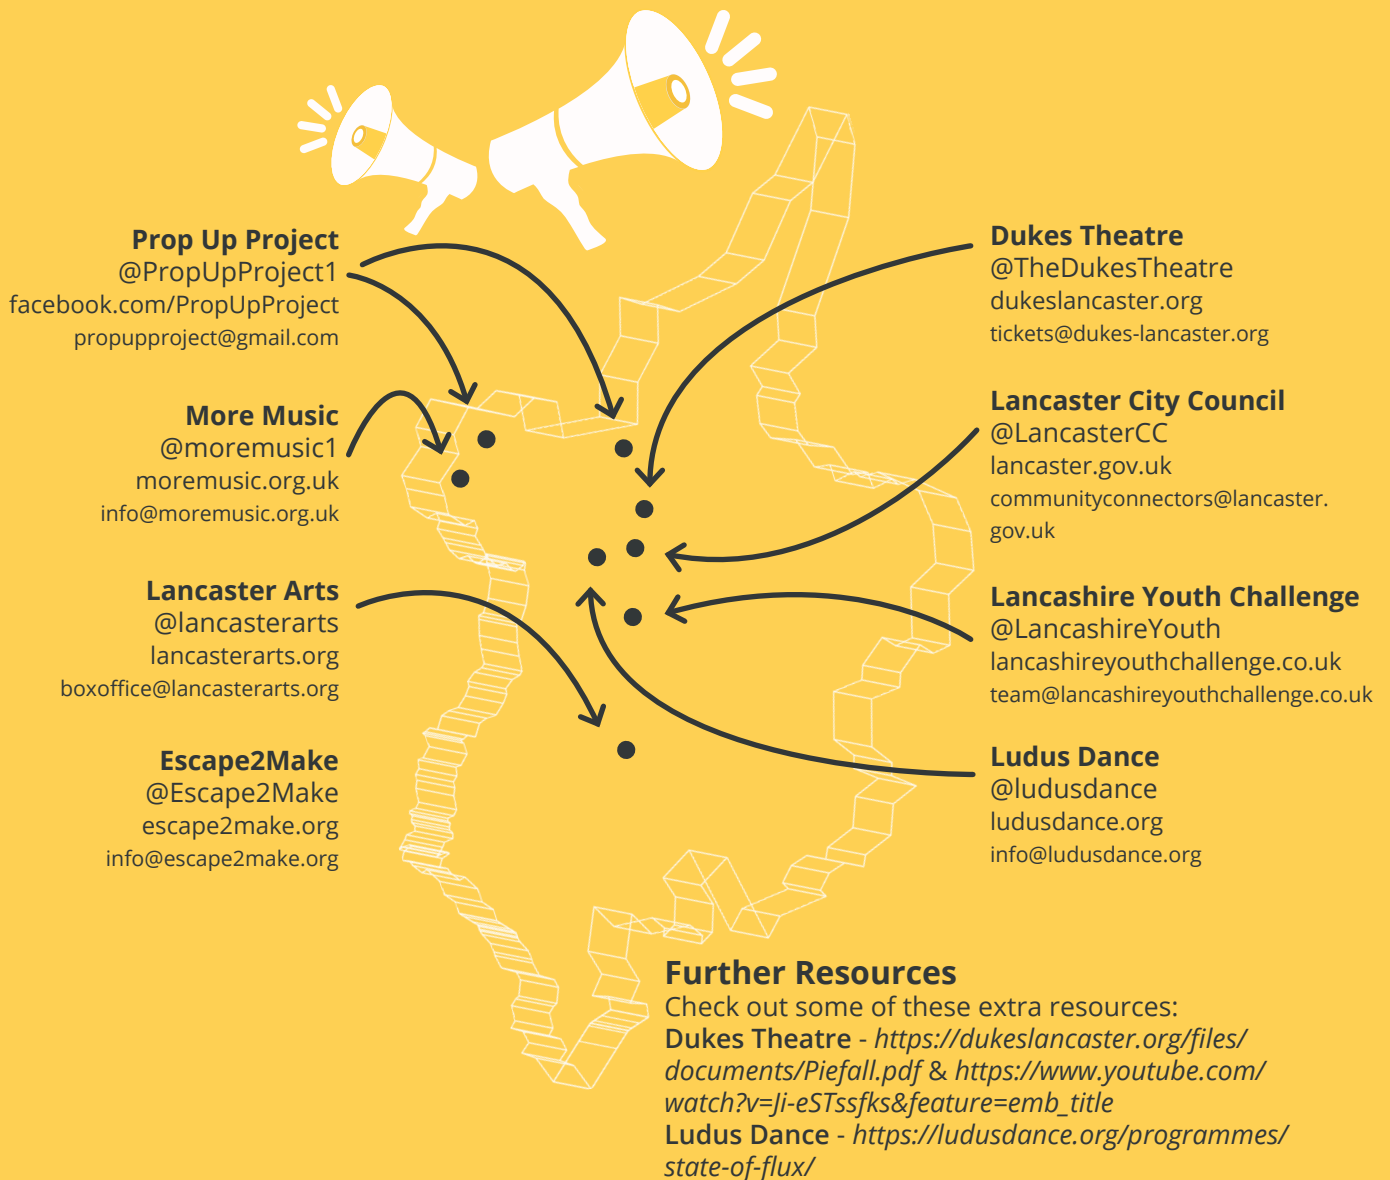 Prop Up Project
@PropUpProject1
facebook.com/PropUpProject
propupproject@gmail.com
More Music
@moremusic1
moremusic.org.uk
info@moremusic.org.uk
Lancaster Arts
@lancasterarts
lancasterarts.org
boxoffice@lancasterarts.org
Escape2Make
@Escape2Make
escape2make.org
info@escape2make.org
Dukes Theatre
@TheDukesTheatre
dukeslancaster.org
tickets@dukes-lancaster.org
Lancaster City Council
@LancasterCC
lancaster.gov.uk
communityconnectors@lancaster.
gov.uk
Lancashire Youth Challenge
@LancashireYouth
lancashireyouthchallenge.co.uk
team@lancashireyouthchallenge.co.uk
Ludus Dance
@ludusdance
ludusdance.org
info@ludusdance.org
Further Resources
Check out some of these extra resources:
Dukes Theatre - https://dukeslancaster.org/files/
documents/Piefall.pdf & https://www.youtube.com/
watch?v=Ji-eSTssfks&feature=emb_title
Ludus Dance - https://ludusdance.org/programmes/
state-of-flux/